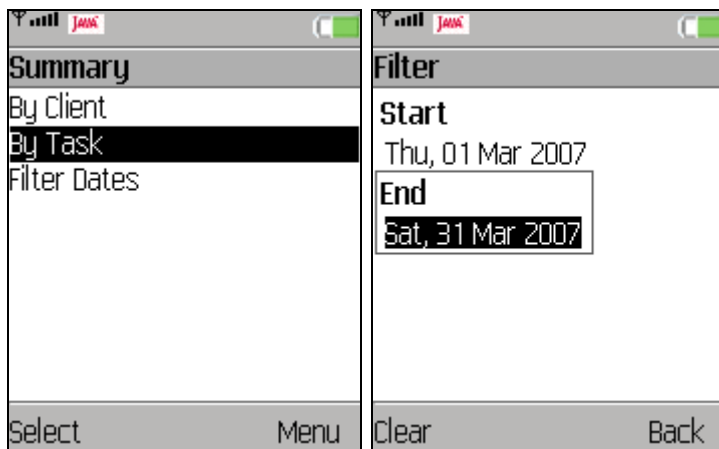 JAVA
Summary
By Client
By Task
Filter Dates
Select Menu
JAVA
Filter
Start
Thu, 01 Mar 2007
End
Sat, 31 Mar 2007
Clear Back